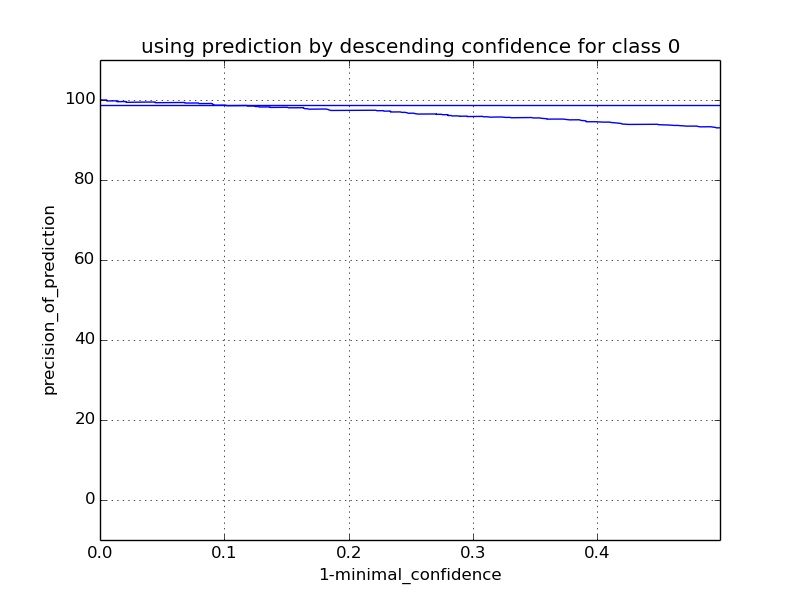 using prediction by descending confidence for class 0
100
80
60
40
20
0
precision_of_prediction
0.0 0.1 0.2 0.3 0.4
1-minimal_confidence